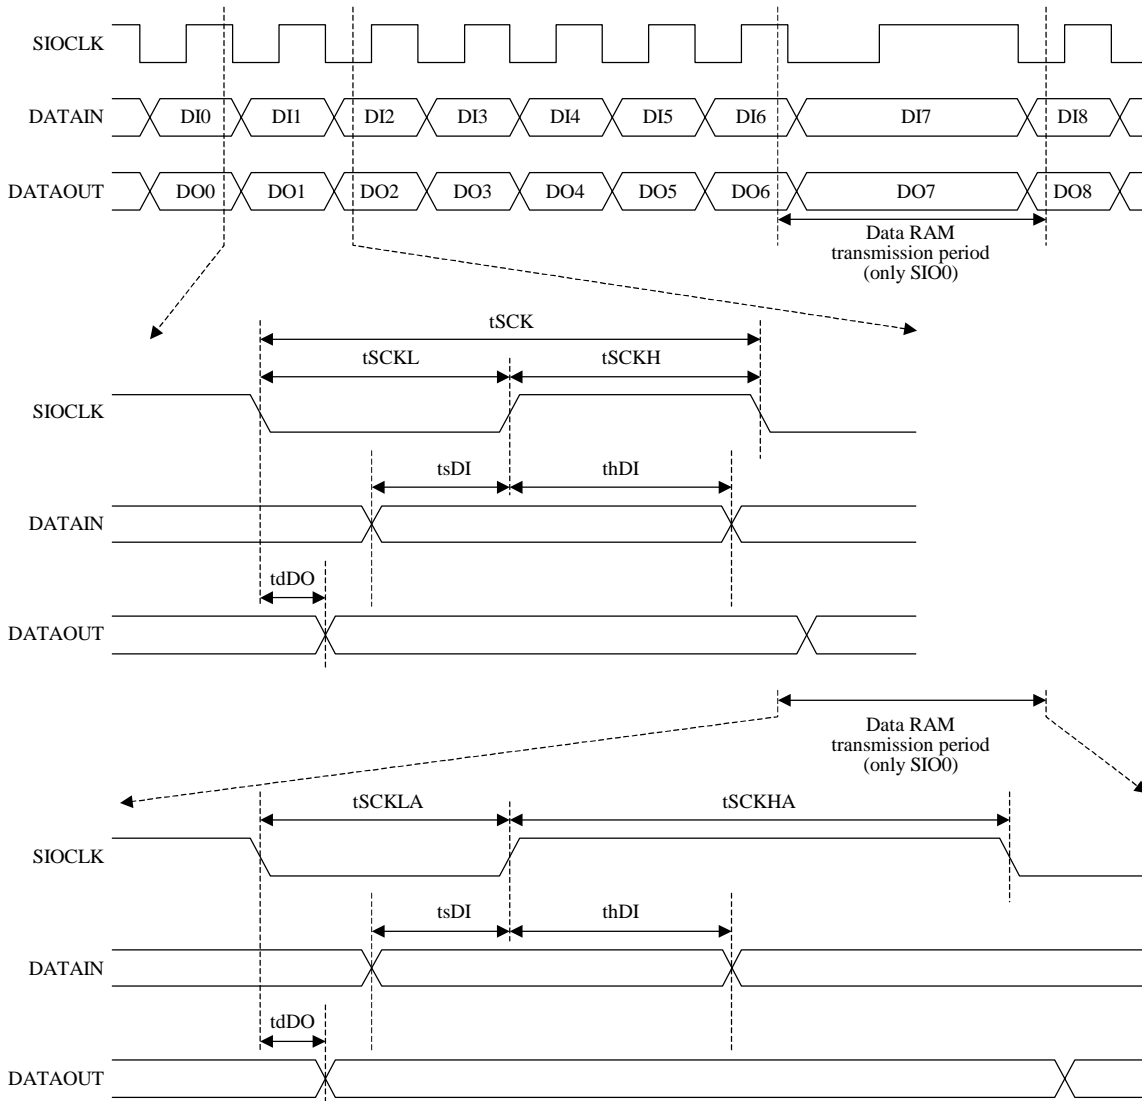 SIOCLK
DATAIN DI0 DI1 DI2 DI3 DI4 DI5 DI6 DI7 DI8
DATAOUT DO0 DO1 DO2 DO3 DO4 DO5 DO6 DO7 DO8
Data RAM
transmission period
(only SIO0)
tSCK
tSCKL tSCKH
SIOCLK
tsDI thDI
DATAIN
tdDO
DATAOUT
Data RAM
transmission period
(only SIO0)
tSCKLA tSCKHA
SIOCLK
tsDI thDI
DATAIN
tdDO
DATAOUT